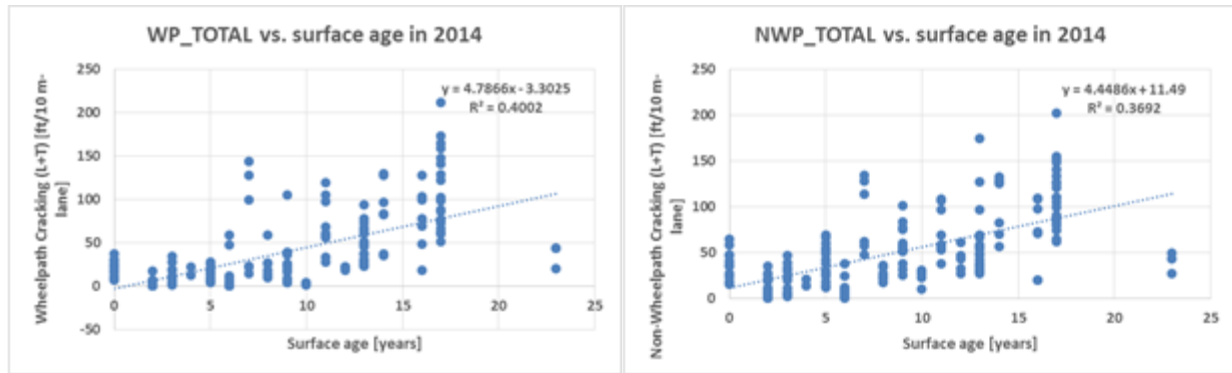 WP_TOTAL vs. surface age in 2014
Wheelpath Cracking (L+T) [ft/10 m-
lane]
250
200
150
100
50
0
-50
y = 4.7866x - 3.3025
R² = 0.4002
0 5 10 15 20 25
Surface age [years]
NWP_TOTAL vs. surface age in 2014
Non-Wheelpath Cracking (L+T) [ft/10 m-
lane]
250
200
150
100
50
0
y = 4.4486x + 11.49
R² = 0.3692
0 5 10 15 20 25
Surface age [years]